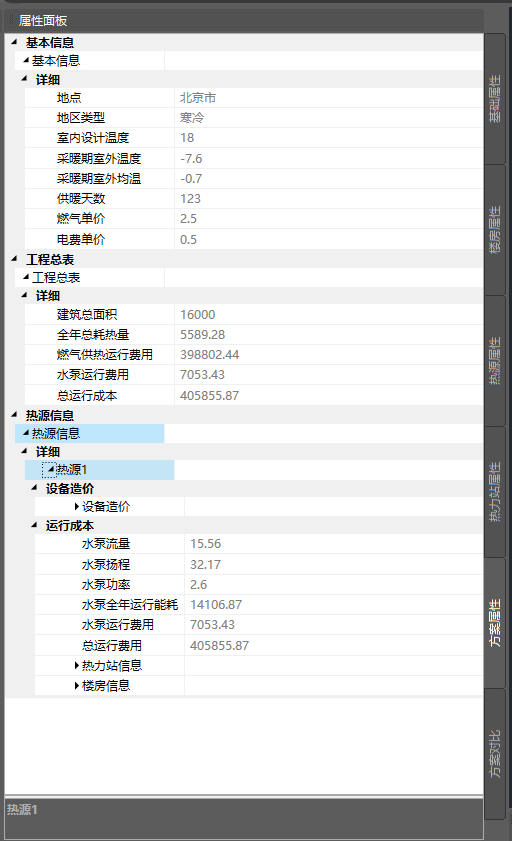 属性面板
基本信息
基本信息
详细
地点 北京市
地区类型 寒冷
室内设计温度 18
采暖期室外温度 -7.6
采暖期室外均温 -0.7
供暖天数 123
燃气单价 2.5
电费单价 0.5
工程总表
工程总表
详细
建筑总面积 16000
全年总耗热量 5589.28
燃气供热运行费用 398802.44
水泵运行费用 7053.43
总运行成本 405855.87
热源信息
热源信息
详细
热源1
设备造价
设备造价
运行成本
水泵流量 15.56
水泵扬程 32.17
水泵功率 2.6
水泵全年运行能耗 14106.87
水泵运行费用 7053.43
总运行费用 405855.87
热力站信息
楼房信息
热源1
基础属性
楼房属性
热源属性
热力站属性
方案属性
方案对比